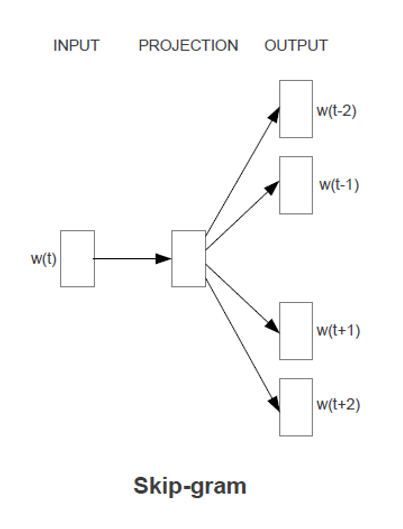 INPUT PROJECTION OUTPUT
w(t-2)
w(t-1)
w(t)
w(t+1)
w(t+2)
Skip-gram